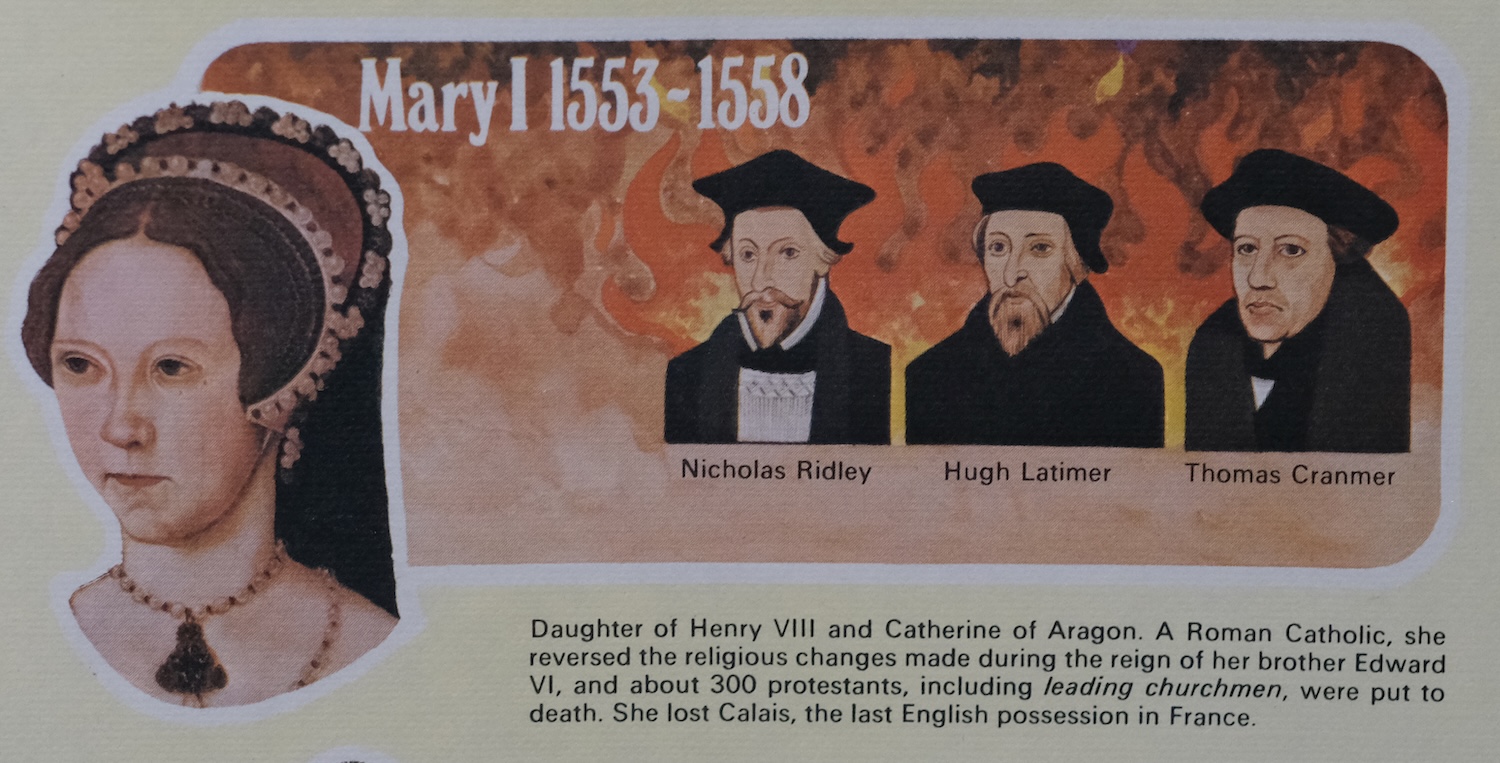 Mary I 1553-1558
Nicholas Ridley
Hugh Latimer
Thomas Cranmer
Daughter of Henry VIII and Catherine of Aragon. A Roman Catholic, she
reversed the religious changes made during the reign of her brother Edward
VI, and about 300 protestants, including leading churchmen, were put to
death. She lost Calais, the last English possession in France.